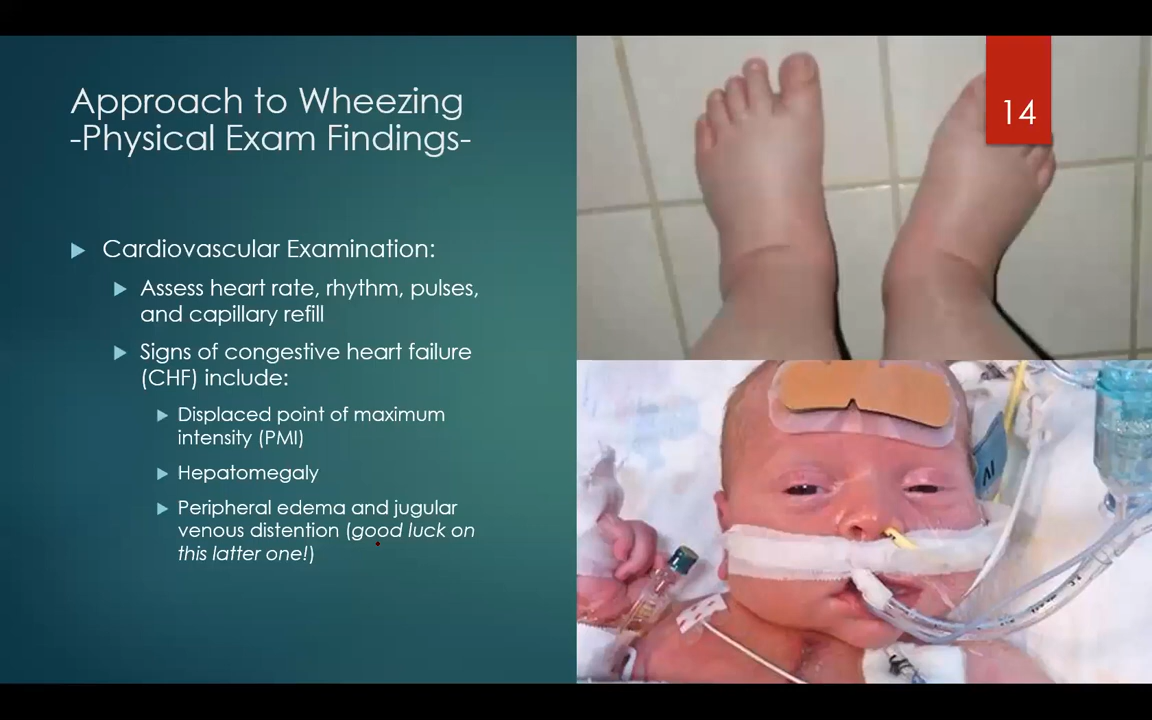 Approach to Wheezing
-Physical Exam Findings-
14
Cardiovascular Examination:
Assess heart rate, rhythm, pulses,
and capillary refill
Signs of congestive heart failure
(CHF) include:
Displaced point of maximum
intensity (PMI)
Hepatomegaly
Peripheral edema and jugular
venous distention (good luck on
this latter one!)